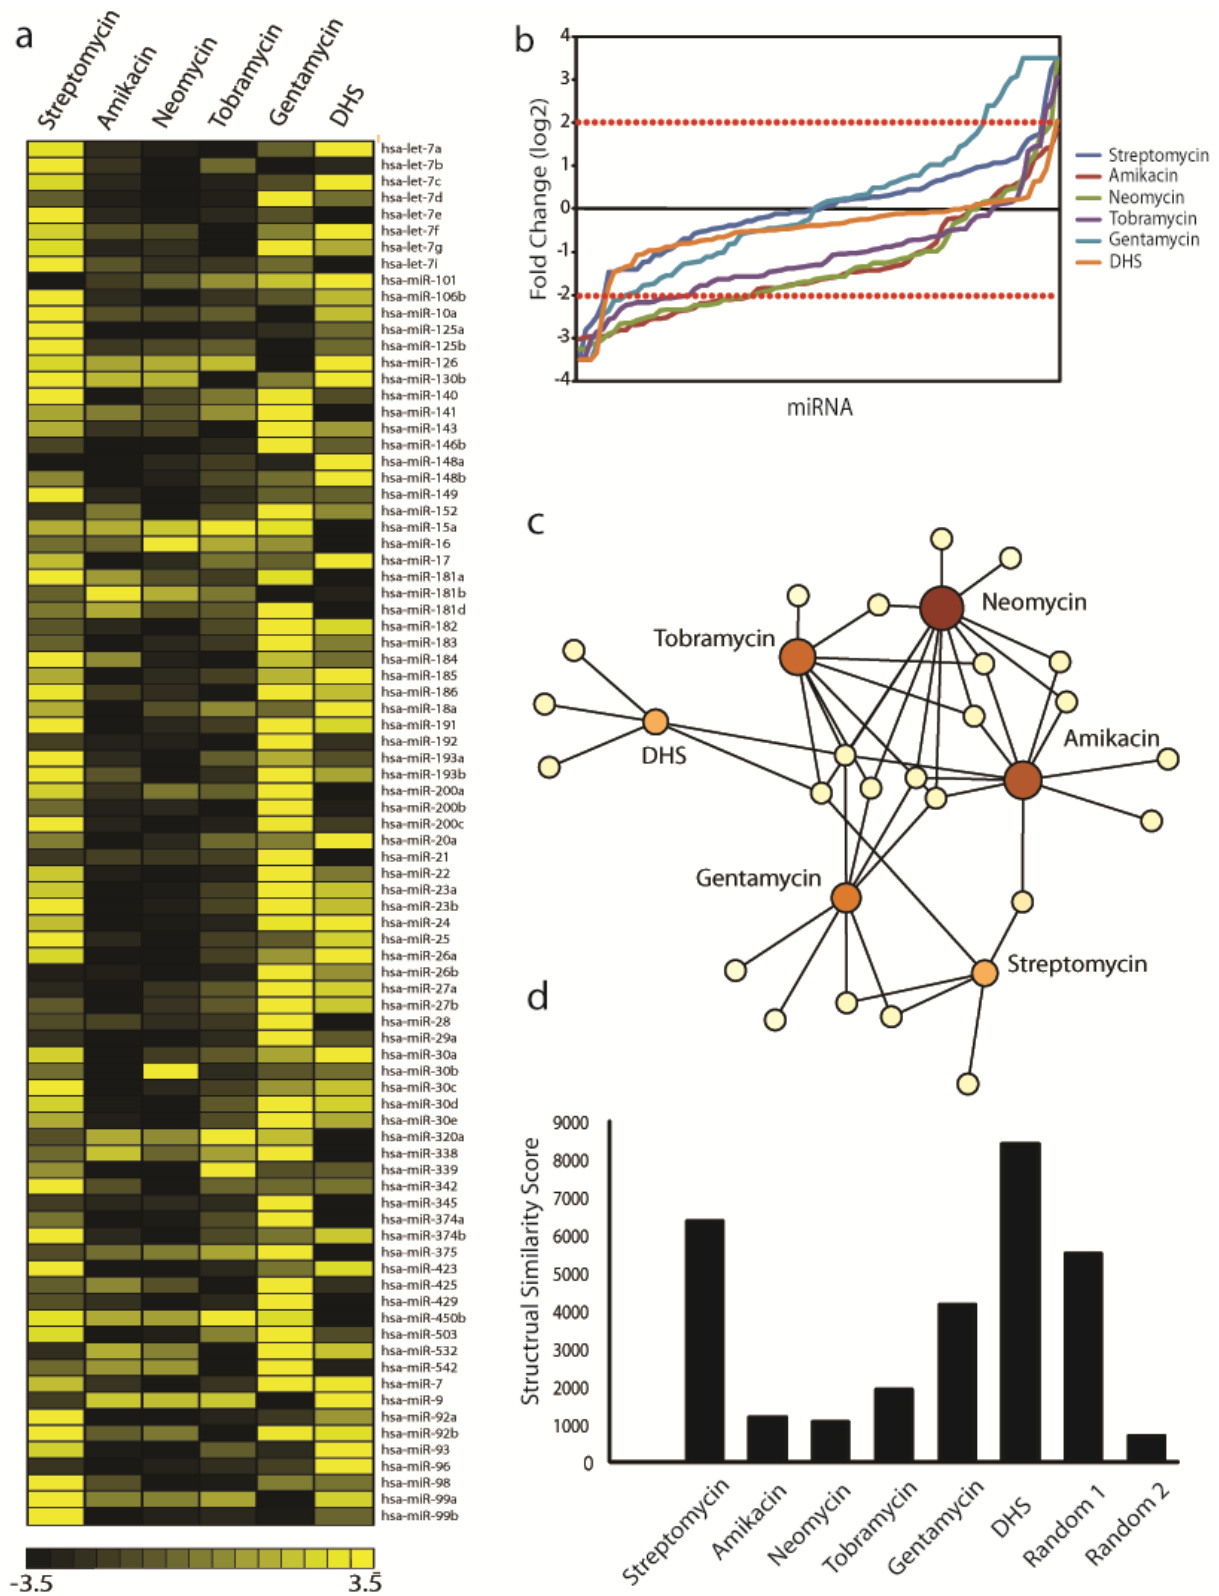 a
Streptomycin
Amikacin
Neomycin
Tobramycin
Gentamycin
DHS
hsa-let-7a
hsa-let-7b
hsa-let-7c
hsa-let-7d
hsa-let-7e
hsa-let-7f
hsa-let-7g
hsa-let-7i
hsa-miR-101
hsa-miR-106b
hsa-miR-10a
hsa-miR-125a
hsa-miR-125b
hsa-miR-126
hsa-miR-130b
hsa-miR-140
hsa-miR-141
hsa-miR-143
hsa-miR-146b
hsa-miR-148a
hsa-miR-148b
hsa-miR-149
hsa-miR-152
hsa-miR-15a
hsa-miR-16
hsa-miR-17
hsa-miR-181a
hsa-miR-181b
hsa-miR-181d
hsa-miR-182
hsa-miR-183
hsa-miR-184
hsa-miR-185
hsa-miR-186
hsa-miR-18a
hsa-miR-191
hsa-miR-192
hsa-miR-193a
hsa-miR-193b
hsa-miR-200a
hsa-miR-200b
hsa-miR-200c
hsa-miR-20a
hsa-miR-21
hsa-miR-22
hsa-miR-23a
hsa-miR-23b
hsa-miR-24
hsa-miR-25
hsa-miR-26a
hsa-miR-26b
hsa-miR-27a
hsa-miR-27b
hsa-miR-28
hsa-miR-29a
hsa-miR-30a
hsa-miR-30b
hsa-miR-30c
hsa-miR-30d
hsa-miR-30e
hsa-miR-320a
hsa-miR-338
hsa-miR-339
hsa-miR-342
hsa-miR-345
hsa-miR-374a
hsa-miR-374b
hsa-miR-375
hsa-miR-423
hsa-miR-425
hsa-miR-429
hsa-miR-450b
hsa-miR-503
hsa-miR-532
hsa-miR-542
hsa-miR-7
hsa-miR-9
hsa-miR-92a
hsa-miR-92b
hsa-miR-93
hsa-miR-96
hsa-miR-98
hsa-miR-99a
hsa-miR-99b
-3.5
3.5
b
Fold Change (log2)
4
3
2
1
0
-1
-2
-3
-4
miRNA
Streptomycin
Amikacin
Neomycin
Tobramycin
Gentamycin
DHS
c
Neomycin
Tobramycin
DHS
Amikacin
Gentamycin
Streptomycin
d
Structrual Similarity Score
9000
8000
7000
6000
5000
4000
3000
2000
1000
0
Streptomycin
Amikacin
Neomycin
Tobramycin
Gentamycin
DHS
Random 1
Random 2